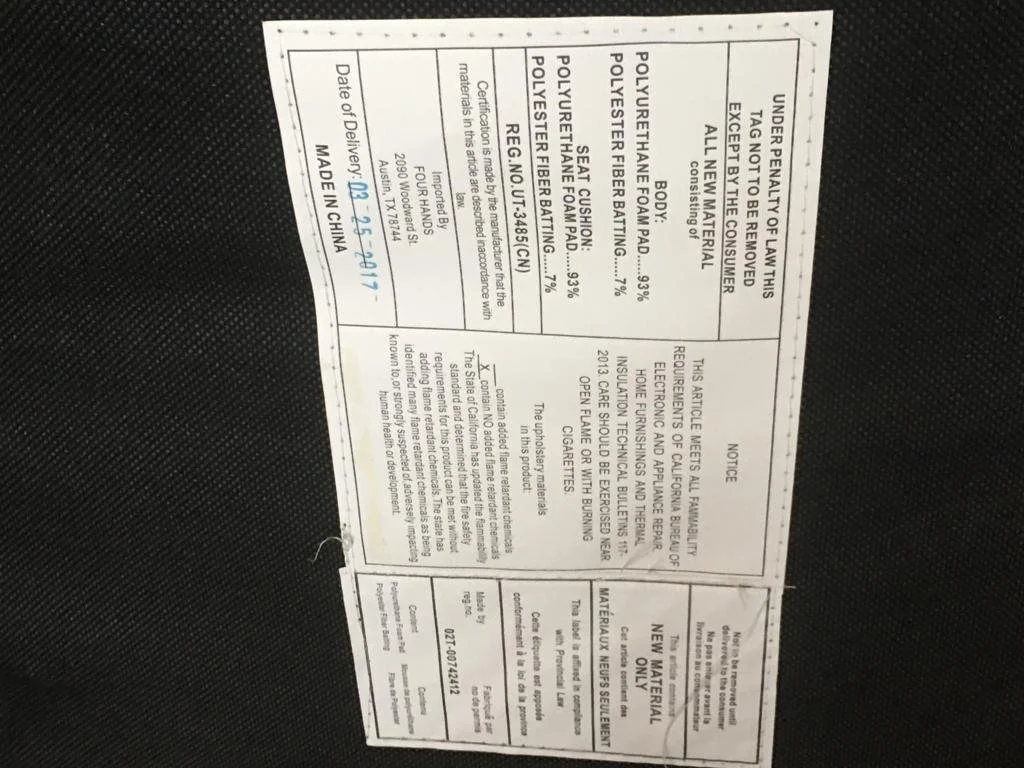 UNDER PENALTY OF LAW THIS
TAG NOT TO BE REMOVED
EXCEPT BY THE CONSUMER
ALL NEW MATERIAL
consisting of
BODY:
POLYURETHANE FOAM PAD.....93%
POLYESTER FIBER BATTING.....7%
SEAT CUSHION:
POLYURETHANE FOAM PAD.....93%
POLYESTER FIBER BATTING.....7%
REG.NO.UT-3485(CN)
Certification is made by the manufacturer that the
materials in this article are described inaccordance with
law.
Imported By
FOUR HANDS
2090 Woodward St.
Austin, TX 78744
Date of Delivery: 03-25-2017-
MADE IN CHINA
NOTICE
THIS ARTICLE MEETS ALL FAMMABILITY
REQUIREMENTS OF CALIFORNIA BUREAU OF
ELECTRONIC AND APPLIANCE REPAIR,
HOME FURNISHINGS AND THERMAL
INSULATION TECHNICAL BULLETINS 117-
2013. CARE SHOULD BE EXERCISED NEAR
OPEN FLAME OR WITH BURNING
CIGARETTES.
The upholstery materials
in this product:
___contain added flame retardant chemicals
_X_contain NO added flame retardant chemicals
The State of California has updated the flammability
standard and determined that the fire safety
requirements for this product can be met without
adding flame retardant chemicals. The state has
identified many flame retardant chemicals as being
known to,or strongly suspected of,adversely impacting
human health or development.
Not to be removed until
delivered to the consumer
Ne pas enlever avant la
livraison au consommateur
This article contains
NEW MATERIAL
ONLY
Cet article contient des
MATÉRIAUX NEUFS SEULEMENT
This label is affixed in compliance
with Provincial Law
Cette étiquette est apposée
conformément à la loi de la province
Made by Fabriqué par
reg.no. no de permis
02T-00742412
Content Contenu
Polyurethane Foam Pad Mousse de polyuréthane
Polyester Fiber Batting Fibre de Polyester